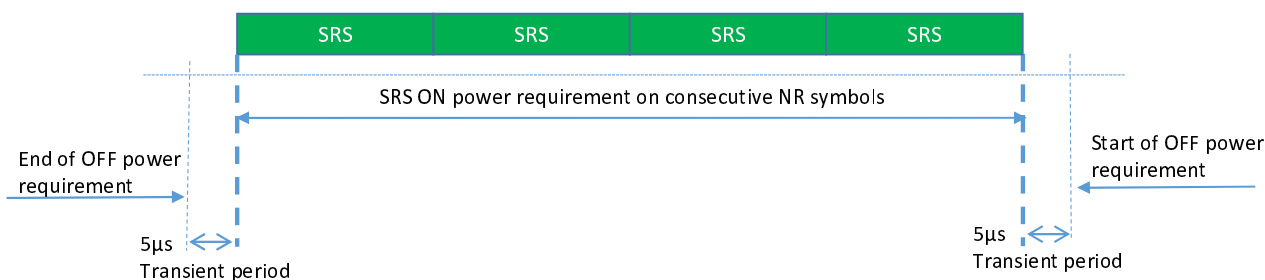 SRS SRS SRS SRS
SRS ON power requirement on consecutive NR symbols
End of OFF power
requirement
Start of OFF power
requirement
5µs
Transient period
5µs
Transient period